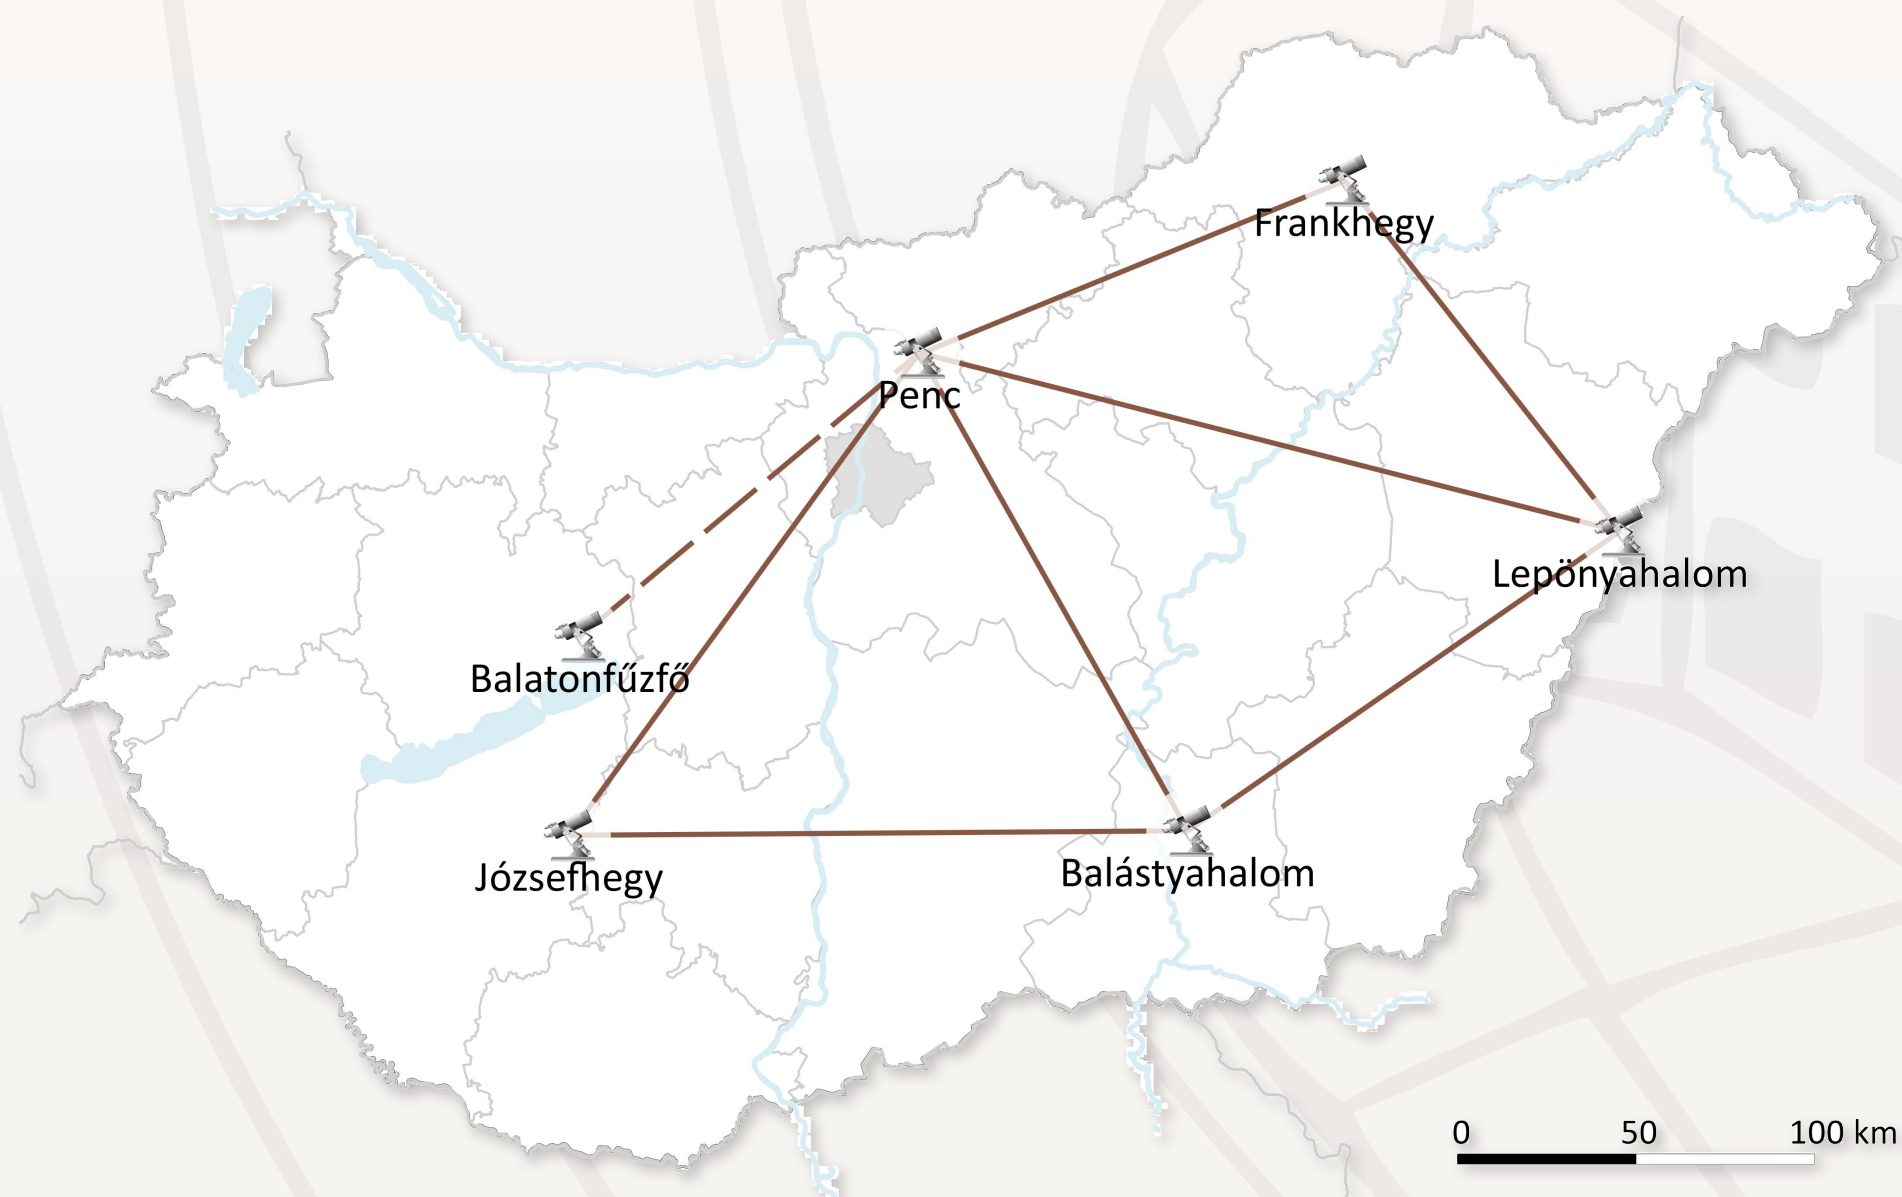 Frankhegy
Penc
Lepönyahalom
Balatonfűzfő
Józsefhegy
Balástyahalom
0 50 100 km